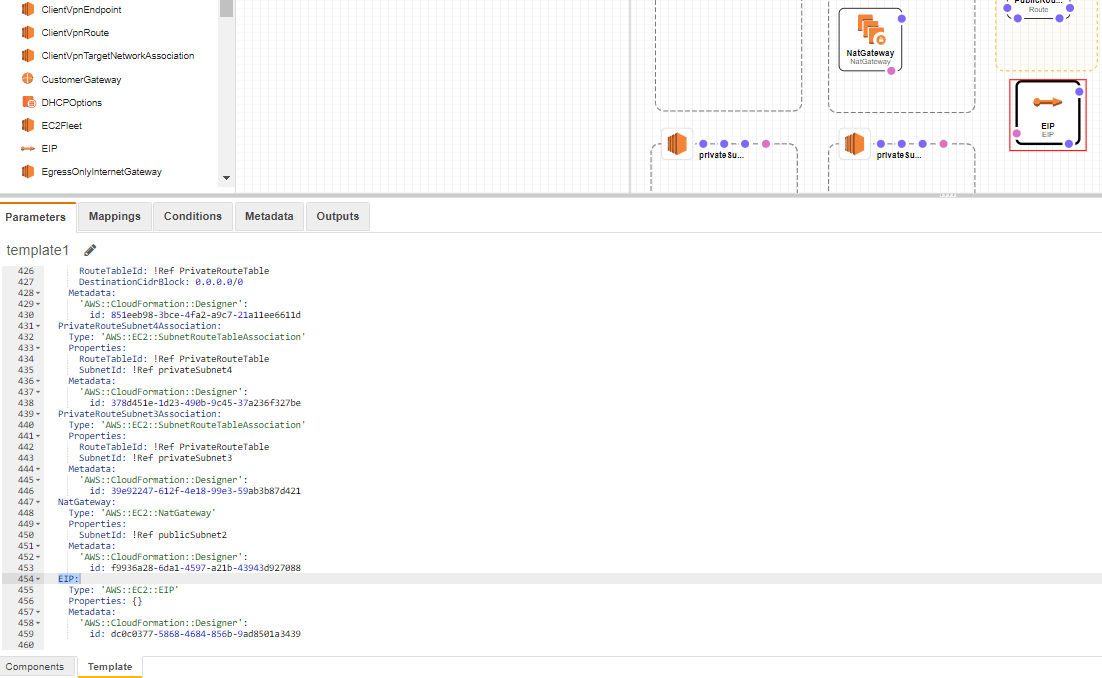 ClientVpnEndpoint
ClientVpnRoute
ClientVpnTargetNetworkAssociation
CustomerGateway
DHCPOptions
EC2Fleet
EIP
EgressOnlyInternetGateway
NatGateway
NatGateway
PublicRou...
Route
EIP
EIP
privateSu...
privateSu...
Parameters
Mappings
Conditions
Metadata
Outputs
template1
426 RouteTableId: !Ref PrivateRouteTable
427 DestinationCidrBlock: 0.0.0.0/0
428 Metadata:
429 'AWS::CloudFormation::Designer':
430 id: 851eeb98-3bce-4fa2-a9c7-21a11ee6611d
431 PrivateRouteSubnet4Association:
432 Type: 'AWS::EC2::SubnetRouteTableAssociation'
433 Properties:
434 RouteTableId: !Ref PrivateRouteTable
435 SubnetId: !Ref privateSubnet4
436 Metadata:
437 'AWS::CloudFormation::Designer':
438 id: 378d451e-1d23-490b-9c45-37a236f327be
439 PrivateRouteSubnet3Association:
440 Type: 'AWS::EC2::SubnetRouteTableAssociation'
441 Properties:
442 RouteTableId: !Ref PrivateRouteTable
443 SubnetId: !Ref privateSubnet3
444 Metadata:
445 'AWS::CloudFormation::Designer':
446 id: 39e92247-612f-4e18-99e3-59ab3b87d421
447 NatGateway:
448 Type: 'AWS::EC2::NatGateway'
449 Properties:
450 SubnetId: !Ref publicSubnet2
451 Metadata:
452 'AWS::CloudFormation::Designer':
453 id: f9936a28-6da1-4597-a21b-43943d927088
454 EIP:
455 Type: 'AWS::EC2::EIP'
456 Properties: {}
457 Metadata:
458 'AWS::CloudFormation::Designer':
459 id: dc0c0377-5868-4684-856b-9ad8501a3439
460
Components
Template